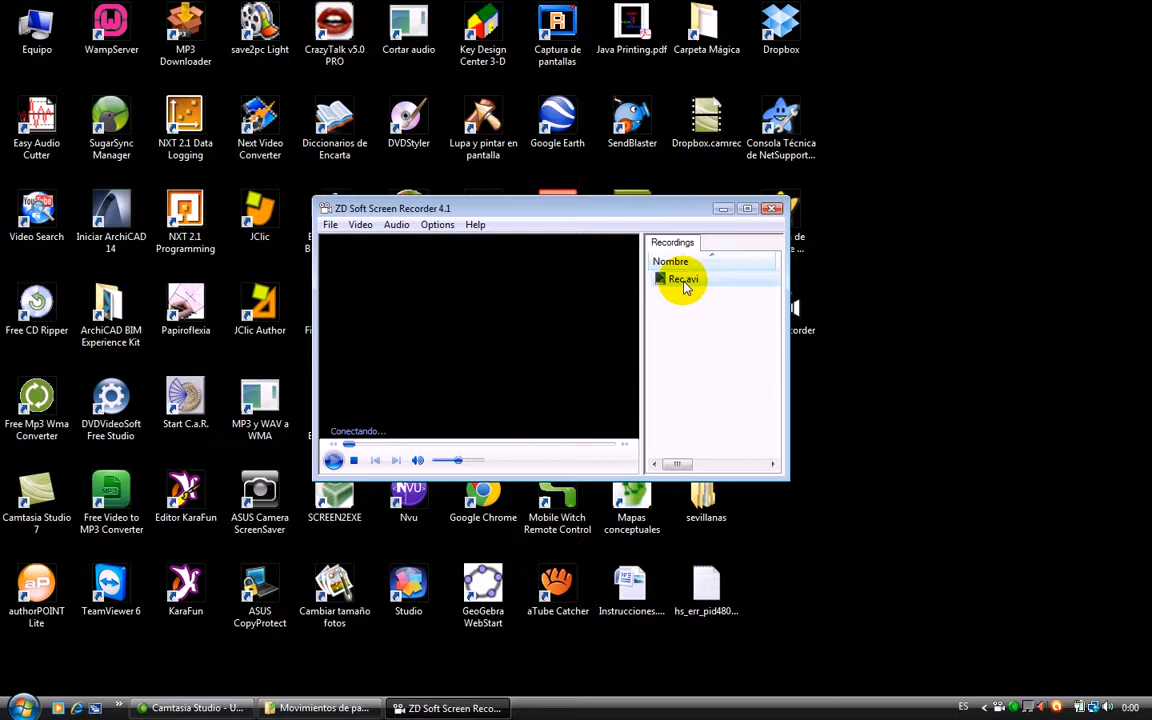 Equipo
WampServer
MP3
Downloader
save2pc Light
CrazyTalk v5.0
PRO
Cortar audio
Key Design
Center 3-D
Captura de
pantallas
Java Printing.pdf
Carpeta Mágica
Dropbox
Easy Audio
Cutter
SugarSync
Manager
NXT 2.1 Data
Logging
Next Video
Converter
Diccionarios de
Encarta
DVDStyler
Lupa y pintar en
pantalla
Google Earth
SendBlaster
Dropbox.camrec
Consola Técnica
de NetSupport...
Video Search
Iniciar ArchiCAD
14
NXT 2.1
Programming
JClic
ZD Soft Screen Recorder 4.1
File Video Audio Options Help
Recordings
Nombre
Rec.avi
Conectando...
Free CD Ripper
ArchiCAD BIM
Experience Kit
Papiroflexia
JClic Author
Free Mp3 Wma
Converter
DVDVideoSoft
Free Studio
Start C.a.R.
MP3 y WAV a
WMA
Camtasia Studio
7
Free Video to
MP3 Converter
Editor KaraFun
ASUS Camera
ScreenSaver
SCREEN2EXE
Nvu
Google Chrome
Mobile Witch
Remote Control
Mapas
conceptuales
sevillanas
authorPOINT
Lite
TeamViewer 6
KaraFun
ASUS
CopyProtect
Cambiar tamaño
fotos
Studio
GeoGebra
WebStart
aTube Catcher
Instrucciones....
hs_err_pid480...
Camtasia Studio - U...
Movimientos de pa...
ZD Soft Screen Reco...
ES
0:00